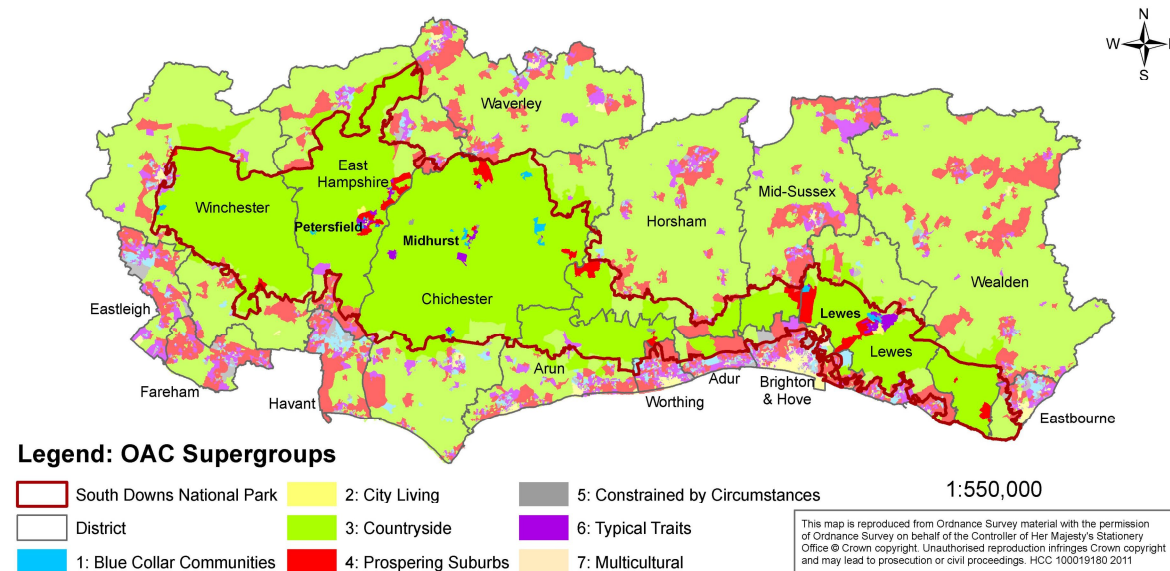 N
W
S
Waverley
East
Hampshire
Winchester
Petersfield
Midhurst
Horsham
Mid-Sussex
Wealden
Chichester
Eastleigh
Lewes
Lewes
Arun
Fareham
Havant
Worthing
Adur
Brighton
& Hove
Eastbourne
Legend: OAC Supergroups
South Downs National Park
2: City Living
5: Constrained by Circumstances
1:550,000
District
3: Countryside
6: Typical Traits
1: Blue Collar Communities
4: Prospering Suburbs
7: Multicultural
This map is reproduced from Ordnance Survey material with the permission
of Ordnance Survey on behalf of the Controller of Her Majesty's Stationery
Office © Crown copyright. Unauthorised reproduction infringes Crown copyright
and may lead to prosecution or civil proceedings. HCC 100019180 2011